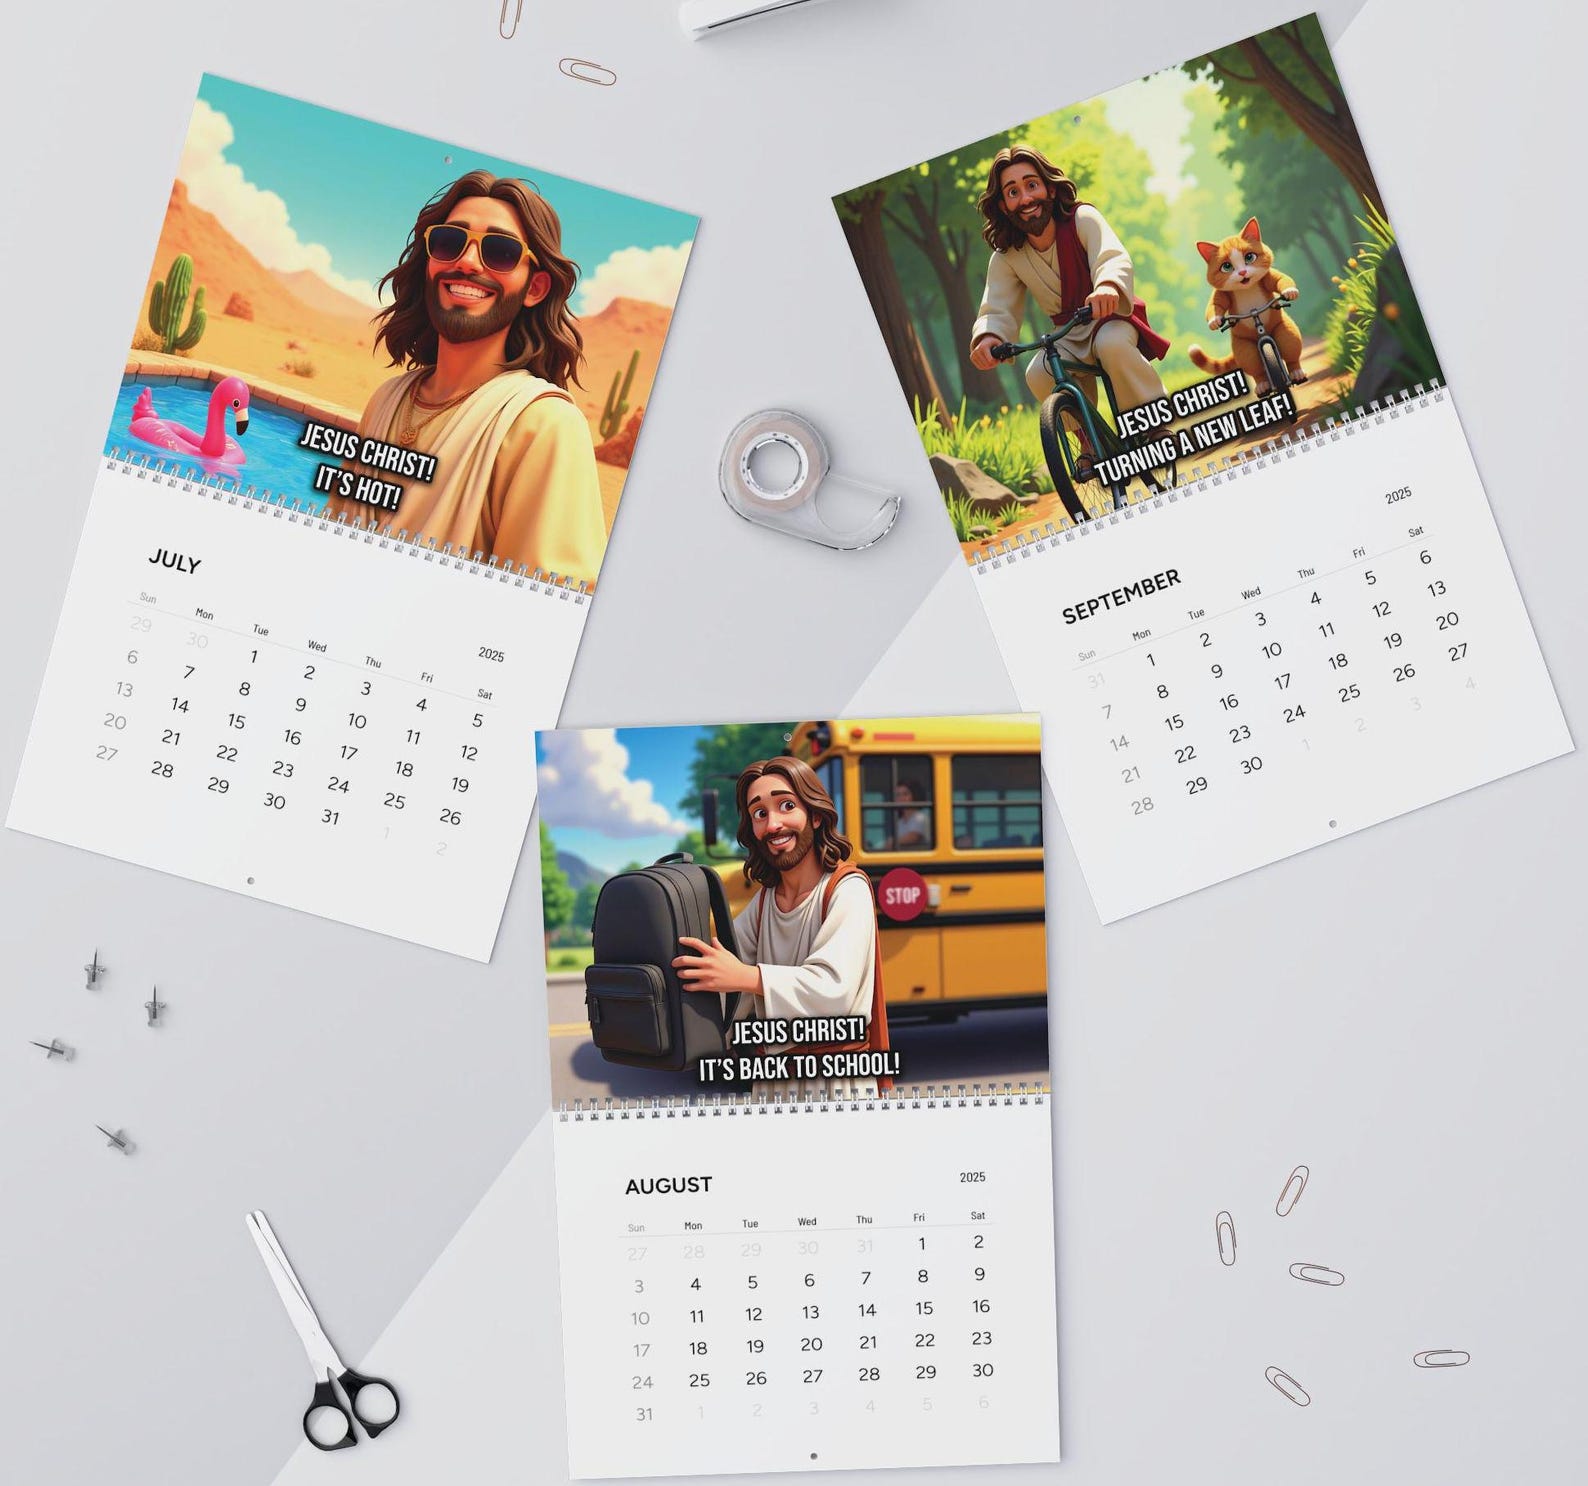 JESUS CHRIST!
IT'S HOT!
JULY
2025
Sun Mon Tue Wed Thu Fri Sat
29 30 1 2 3 4 5
6 7 8 9 10 11 12
13 14 15 16 17 18 19
20 21 22 23 24 25 26
27 28 29 30 31 1 2
JESUS CHRIST!
TURNING A NEW LEAF!
SEPTEMBER
2025
Sun Mon Tue Wed Thu Fri Sat
31 1 2 3 4 5 6
7 8 9 10 11 12 13
14 15 16 17 18 19 20
21 22 23 24 25 26 27
28 29 30 1 2 3 4
STOP
JESUS CHRIST!
IT'S BACK TO SCHOOL!
AUGUST
2025
Sun Mon Tue Wed Thu Fri Sat
27 28 29 30 31 1 2
3 4 5 6 7 8 9
10 11 12 13 14 15 16
17 18 19 20 21 22 23
24 25 26 27 28 29 30
31 1 2 3 4 5 6